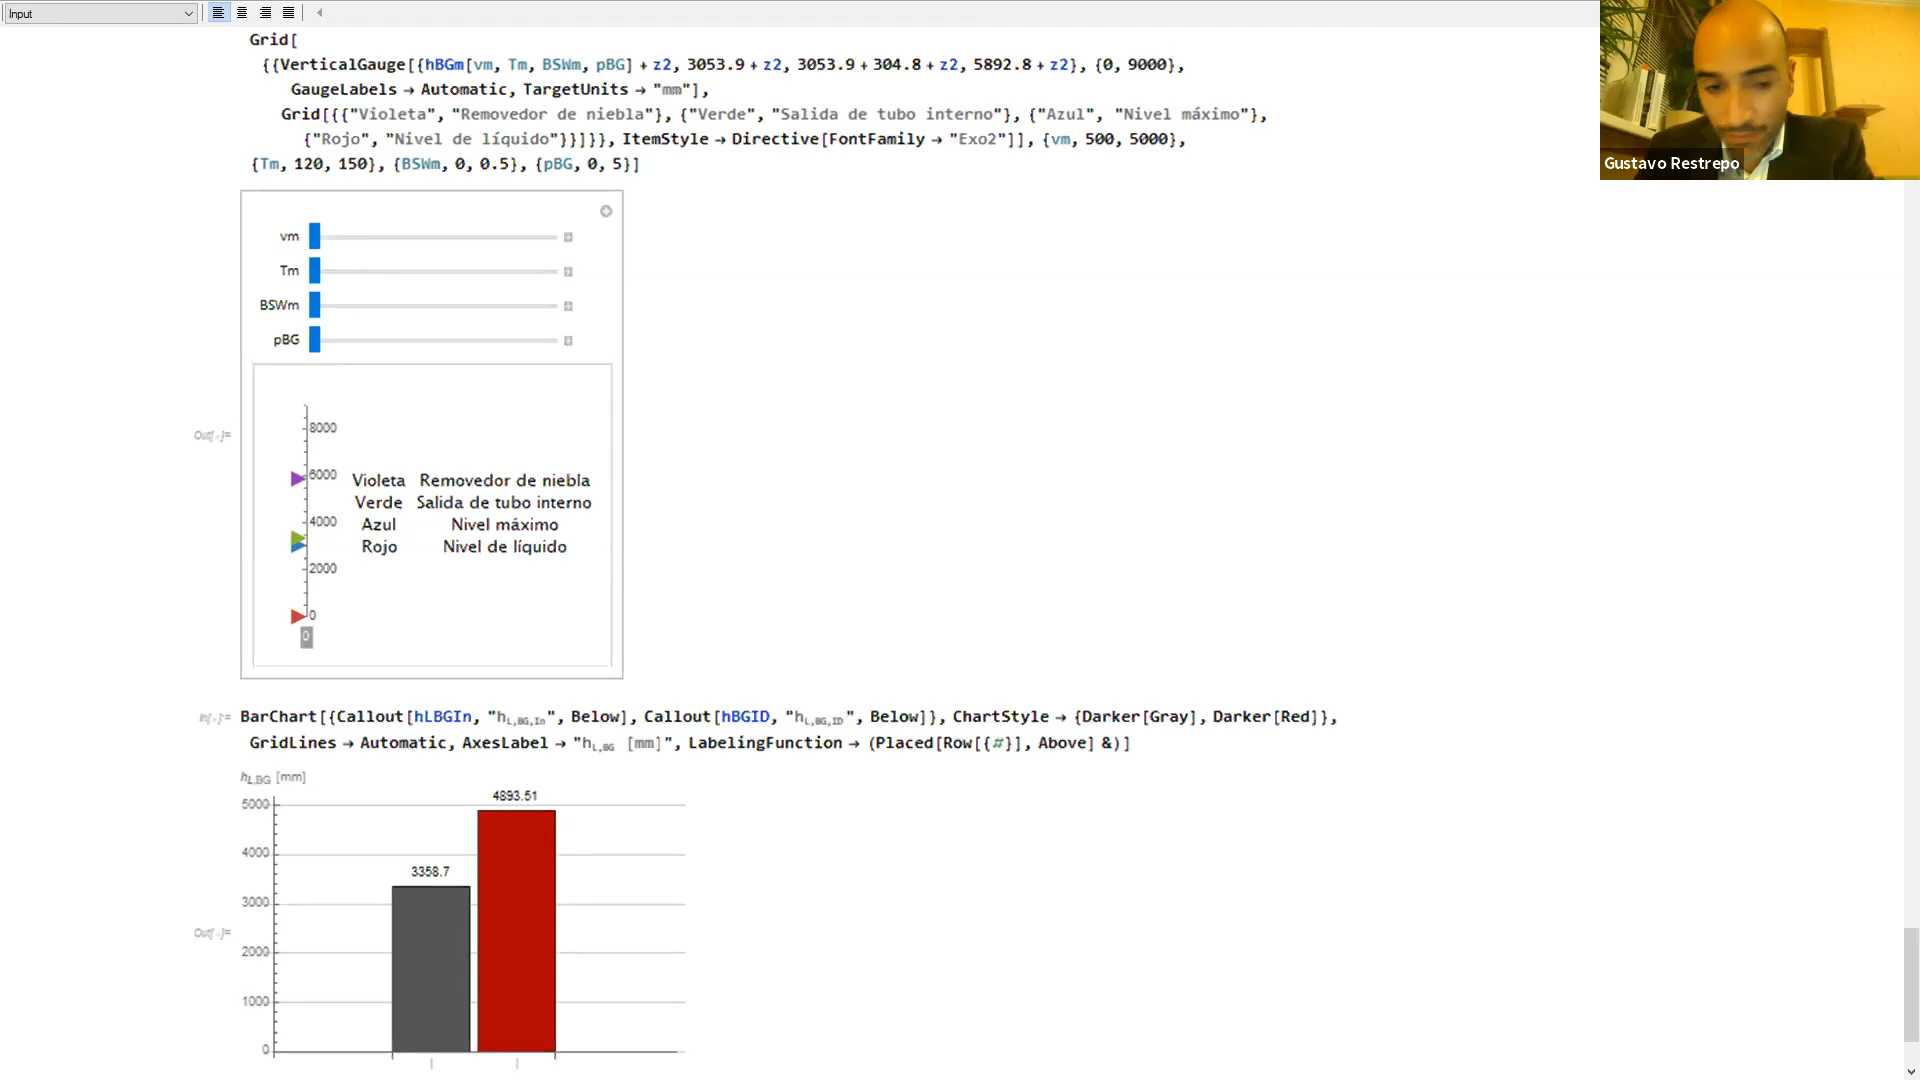 Input
Grid[
{{VerticalGauge[{hBGm[vm, Tm, BSWm, pBG] + z2, 3053.9 + z2, 3053.9 + 304.8 + z2, 5892.8 + z2}, {0, 9000},
GaugeLabels → Automatic, TargetUnits → "mm"],
Grid[{{"Violeta", "Removedor de niebla"}, {"Verde", "Salida de tubo interno"}, {"Azul", "Nivel máximo"},
{"Rojo", "Nivel de líquido"}}]}}, ItemStyle → Directive[FontFamily → "Exo2"]], {vm, 500, 5000},
{Tm, 120, 150}, {BSWm, 0, 0.5}, {pBG, 0, 5}]
Gustavo Restrepo
vm
Tm
BSWm
pBG
Out[ ]=
8000
6000
4000
2000
0
0
Violeta Removedor de niebla
Verde Salida de tubo interno
Azul Nivel máximo
Rojo Nivel de líquido
In[ ]:=
BarChart[{Callout[hLBGIn, "hL,BG,In", Below], Callout[hBGID, "hL,BG,ID", Below]}, ChartStyle → {Darker[Gray], Darker[Red]},
GridLines → Automatic, AxesLabel → "hL,BG [mm]", LabelingFunction → (Placed[Row[{#}], Above] &)]
hL,BG [mm]
Out[ ]=
5000
4000
3000
2000
1000
0
3358.7
4893.51